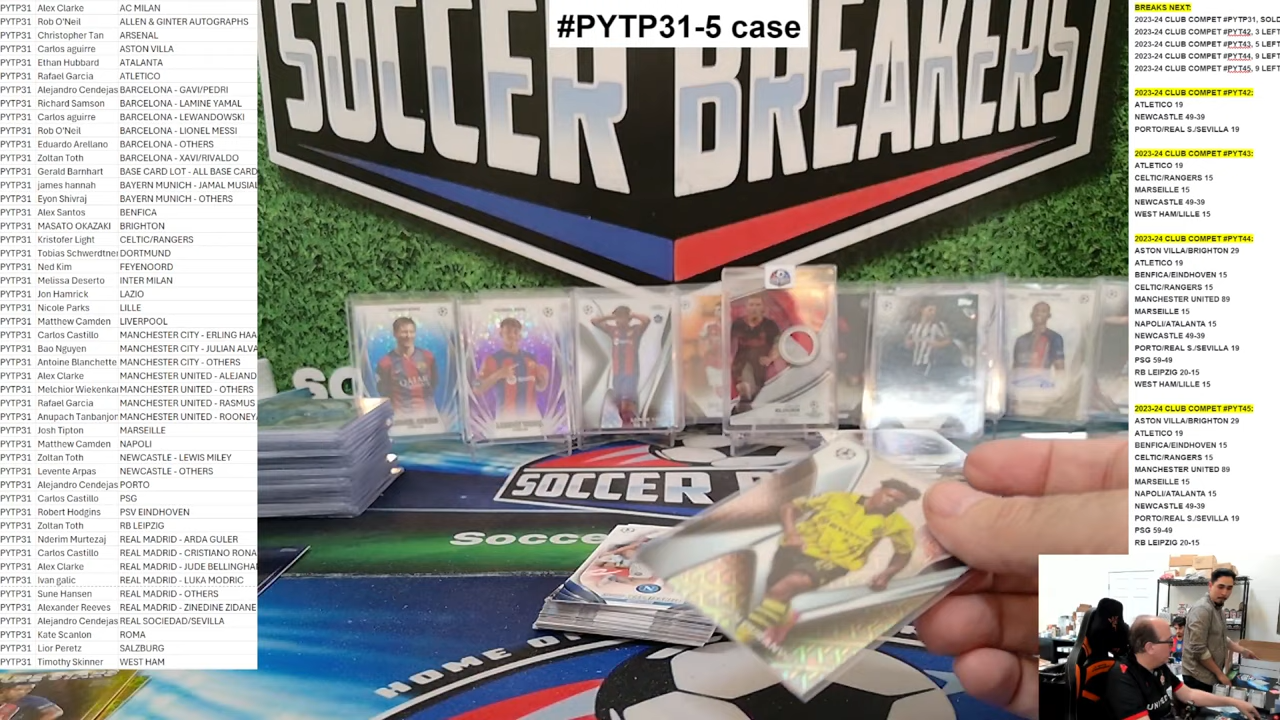 #PYTP31-5 case
PYTP31 Alex Clarke AC MILAN
PYTP31 Rob O'Neil ALLEN & GINTER AUTOGRAPHS
PYTP31 Christopher Tan ARSENAL
PYTP31 Carlos aguirre ASTON VILLA
PYTP31 Ethan Hubbard ATALANTA
PYTP31 Rafael Garcia ATLETICO
PYTP31 Alejandro Cendejas BARCELONA - GAVI/PEDRI
PYTP31 Richard Samson BARCELONA - LAMINE YAMAL
PYTP31 Carlos aguirre BARCELONA - LEWANDOWSKI
PYTP31 Rob O'Neil BARCELONA - LIONEL MESSI
PYTP31 Eduardo Arellano BARCELONA - OTHERS
PYTP31 Zoltan Toth BARCELONA - XAVI/RIVALDO
PYTP31 Gerald Barnhart BASE CARD LOT - ALL BASE CARD
PYTP31 james hannah BAYERN MUNICH - JAMAL MUSIAL
PYTP31 Eyon Shivraj BAYERN MUNICH - OTHERS
PYTP31 Alex Santos BENFICA
PYTP31 MASATO OKAZAKI BRIGHTON
PYTP31 Kristofer Light CELTIC/RANGERS
PYTP31 Tobias Schwerdtner DORTMUND
PYTP31 Ned Kim FEYENOORD
PYTP31 Melissa Deserto INTER MILAN
PYTP31 Jon Hamrick LAZIO
PYTP31 Nicole Parks LILLE
PYTP31 Matthew Camden LIVERPOOL
PYTP31 Carlos Castillo MANCHESTER CITY - ERLING HAA
PYTP31 Bao Nguyen MANCHESTER CITY - JULIAN ALVA
PYTP31 Antoine Blanchette MANCHESTER CITY - OTHERS
PYTP31 Alex Clarke MANCHESTER UNITED - ALEJAND
PYTP31 Melchior Wiekenkar MANCHESTER UNITED - OTHERS
PYTP31 Rafael Garcia MANCHESTER UNITED - RASMUS
PYTP31 Anupach Tanbanjor MANCHESTER UNITED - ROONEY
PYTP31 Josh Tipton MARSEILLE
PYTP31 Matthew Camden NAPOLI
PYTP31 Zoltan Toth NEWCASTLE - LEWIS MILEY
PYTP31 Levente Arpas NEWCASTLE - OTHERS
PYTP31 Alejandro Cendejas PORTO
PYTP31 Carlos Castillo PSG
PYTP31 Robert Hodgins PSV EINDHOVEN
PYTP31 Zoltan Toth RB LEIPZIG
PYTP31 Nderim Murtezaj REAL MADRID - ARDA GULER
PYTP31 Carlos Castillo REAL MADRID - CRISTIANO RONA
PYTP31 Alex Clarke REAL MADRID - JUDE BELLINGHA
PYTP31 Ivan galic REAL MADRID - LUKA MODRIC
PYTP31 Sune Hansen REAL MADRID - OTHERS
PYTP31 Alexander Reeves REAL MADRID - ZINEDINE ZIDANE
PYTP31 Alejandro Cendejas REAL SOCIEDAD/SEVILLA
PYTP31 Kate Scanlon ROMA
PYTP31 Lior Peretz SALZBURG
PYTP31 Timothy Skinner WEST HAM
SOCCER BREAKERS
SOCCER B
Socce
HOME O
BREAKS NEXT:
2023-24 CLUB COMPET #PYTP31, SOLD
2023-24 CLUB COMPET #PYT42, 3 LEFT
2023-24 CLUB COMPET #PYT43, 5 LEFT
2023-24 CLUB COMPET #PYT44, 9 LEFT
2023-24 CLUB COMPET #PYT45, 9 LEFT
2023-24 CLUB COMPET #PYT42:
ATLETICO 19
NEWCASTLE 49-39
PORTO/REAL S./SEVILLA 19
2023-24 CLUB COMPET #PYT43:
ATLETICO 19
CELTIC/RANGERS 15
MARSEILLE 15
NEWCASTLE 49-39
WEST HAM/LILLE 15
2023-24 CLUB COMPET #PYT44:
ASTON VILLA/BRIGHTON 29
ATLETICO 19
BENFICA/EINDHOVEN 15
CELTIC/RANGERS 15
MANCHESTER UNITED 89
MARSEILLE 15
NAPOLI/ATALANTA 15
NEWCASTLE 49-39
PORTO/REAL S./SEVILLA 19
PSG 59-49
RB LEIPZIG 20-15
WEST HAM/LILLE 15
2023-24 CLUB COMPET #PYT45:
ASTON VILLA/BRIGHTON 29
ATLETICO 19
BENFICA/EINDHOVEN 15
CELTIC/RANGERS 15
MANCHESTER UNITED 89
MARSEILLE 15
NAPOLI/ATALANTA 15
NEWCASTLE 49-39
PORTO/REAL S./SEVILLA 19
PSG 59-49
RB LEIPZIG 20-15